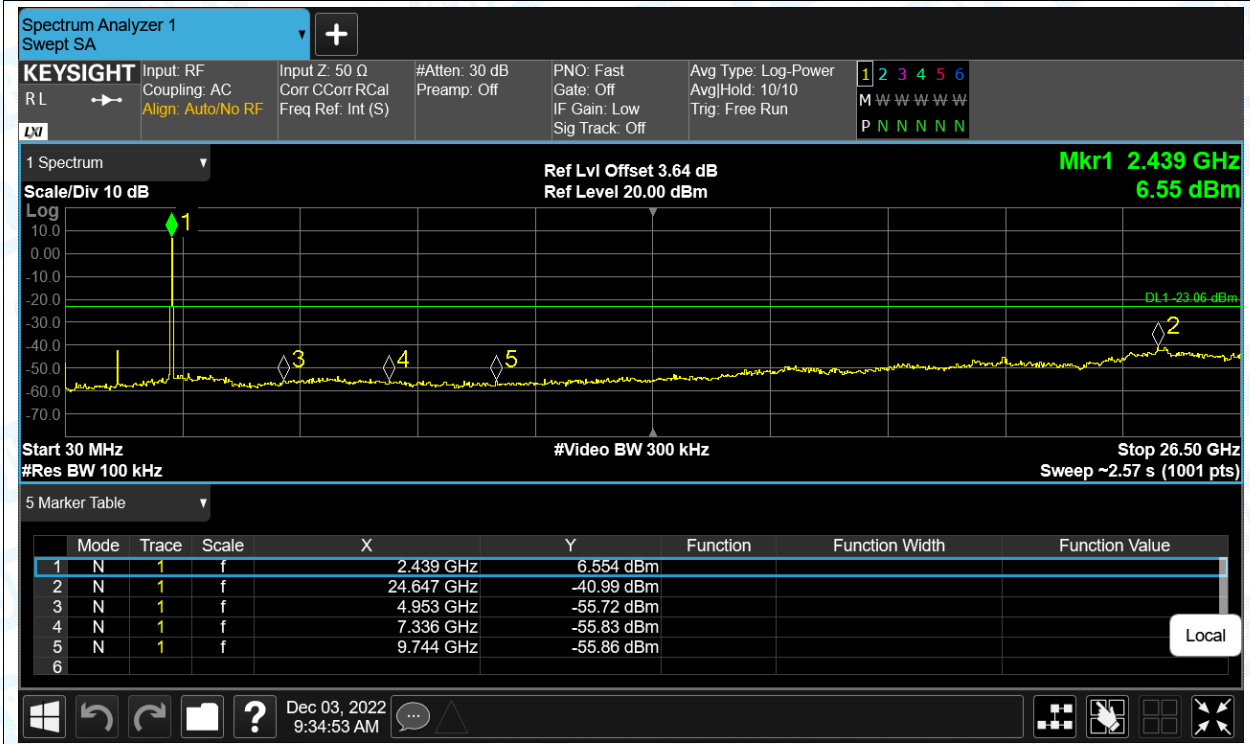 Spectrum Analyzer 1
Swept SA
KEYSIGHT
R L
LXI
Input: RF
Coupling: AC
Align: Auto/No RF
Input Z: 50 Ω
Corr CCorr RCal
Freq Ref: Int (S)
#Atten: 30 dB
Preamp: Off
PNO: Fast
Gate: Off
IF Gain: Low
Sig Track: Off
Avg Type: Log-Power
Avg|Hold: 10/10
Trig: Free Run
1 2 3 4 5 6
M W W W W W
P N N N N N
1 Spectrum
Scale/Div 10 dB
Ref Lvl Offset 3.64 dB
Ref Level 20.00 dBm
Mkr1 2.439 GHz
6.55 dBm
Log
10.0
0.00
-10.0
-20.0
-30.0
-40.0
-50.0
-60.0
-70.0
1
DL1 -23.06 dBm
2
3
4
5
Start 30 MHz
#Res BW 100 kHz
#Video BW 300 kHz
Stop 26.50 GHz
Sweep ~2.57 s (1001 pts)
5 Marker Table
Mode Trace Scale X Y Function Function Width Function Value
1 N 1 f 2.439 GHz 6.554 dBm
2 N 1 f 24.647 GHz -40.99 dBm
3 N 1 f 4.953 GHz -55.72 dBm
4 N 1 f 7.336 GHz -55.83 dBm
5 N 1 f 9.744 GHz -55.86 dBm
6
Local
?
Dec 03, 2022
9:34:53 AM